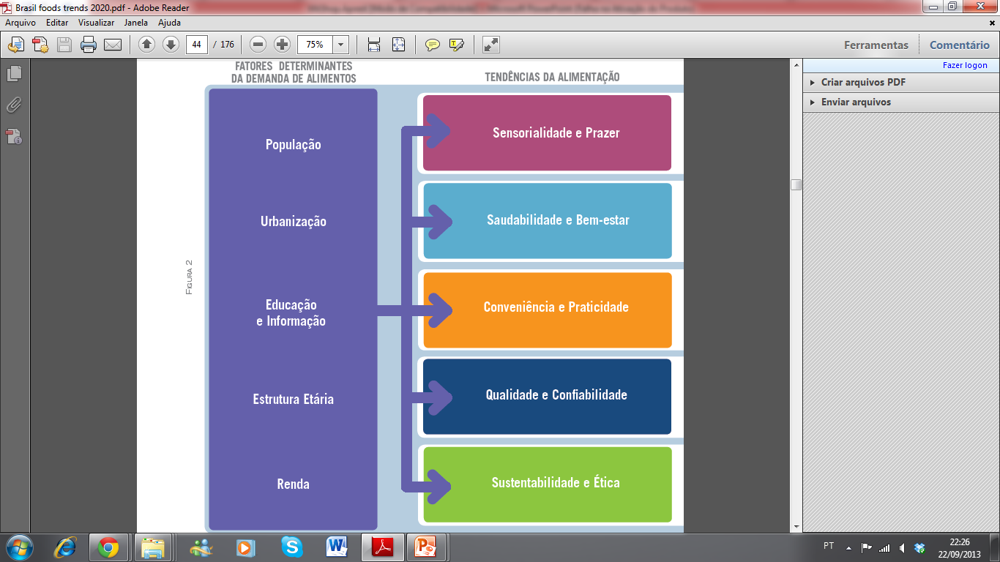 Brasil foods trends 2020.pdf - Adobe Reader
Arquivo Editar Visualizar Janela Ajuda
44 / 176 75% Ferramentas Comentário
Fazer logon
Criar arquivos PDF
Enviar arquivos
FATORES DETERMINANTES
DA DEMANDA DE ALIMENTOS
TENDÊNCIAS DA ALIMENTAÇÃO
População
Sensorialidade e Prazer
Urbanização
Saudabilidade e Bem-estar
FIGURA 2
Educação
e Informação
Conveniência e Praticidade
Estrutura Etária
Qualidade e Confiabilidade
Renda
Sustentabilidade e Ética
PT
22:26
22/09/2013